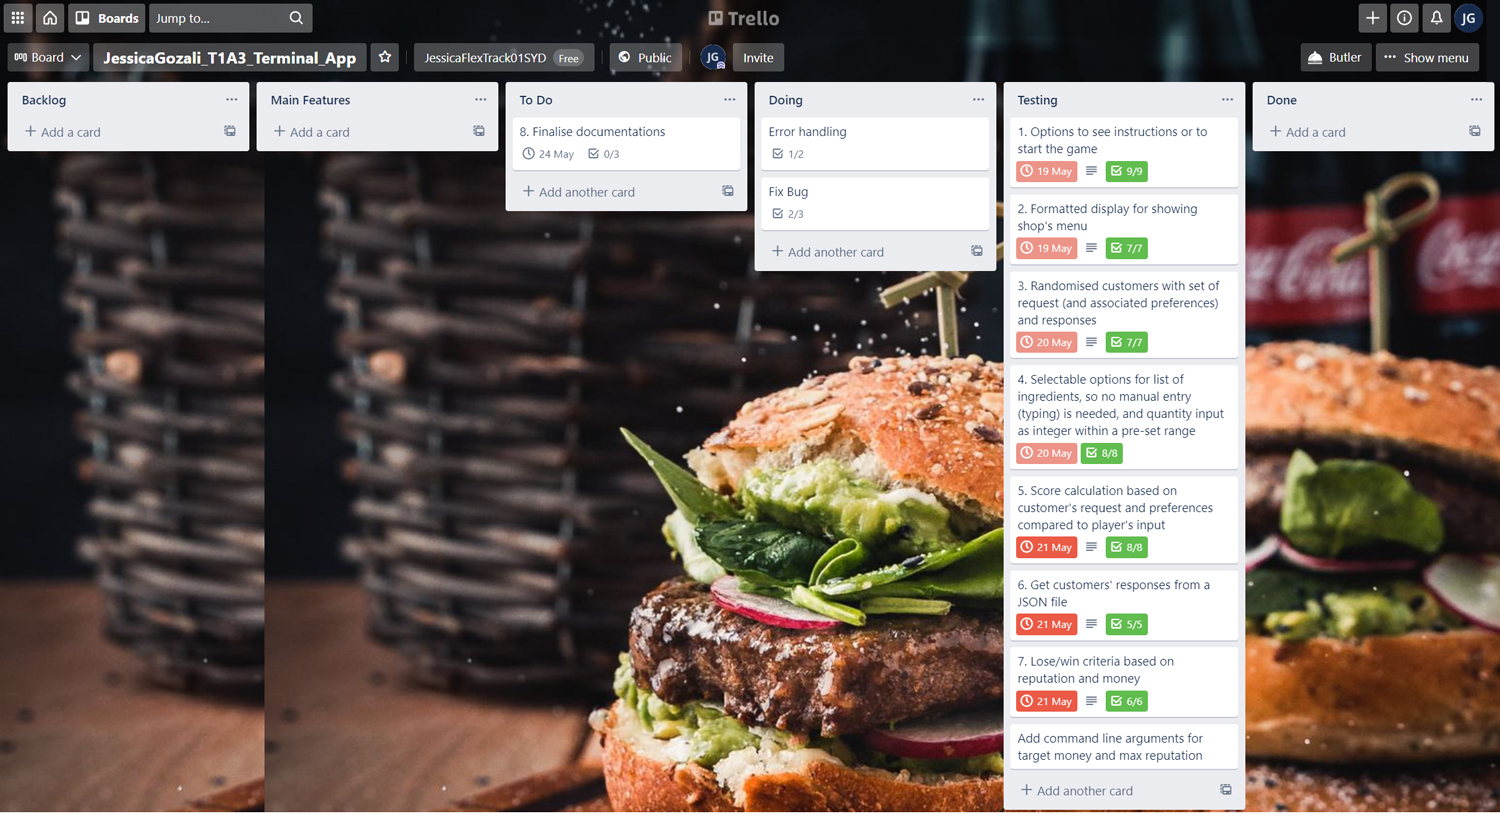 Boards
Jump to...
Trello
JG
Board
JessicaGozali_T1A3_Terminal_App
JessicaFlexTrack01SYD Free
Public
JG
Invite
Butler
Show menu
Backlog
Add a card
Main Features
Add a card
To Do
8. Finalise documentations
24 May
0/3
Add another card
Doing
Error handling
1/2
Fix Bug
2/3
Add another card
Testing
1. Options to see instructions or to
start the game
19 May
9/9
2. Formatted display for showing
shop's menu
19 May
7/7
3. Randomised customers with set of
request (and associated preferences)
and responses
20 May
7/7
4. Selectable options for list of
ingredients, so no manual entry
(typing) is needed, and quantity input
as integer within a pre-set range
20 May
8/8
5. Score calculation based on
customer's request and preferences
compared to player's input
21 May
8/8
6. Get customers' responses from a
JSON file
21 May
5/5
7. Lose/win criteria based on
reputation and money
21 May
6/6
Add command line arguments for
target money and max reputation
Add another card
Done
Add a card
Coca-Cola